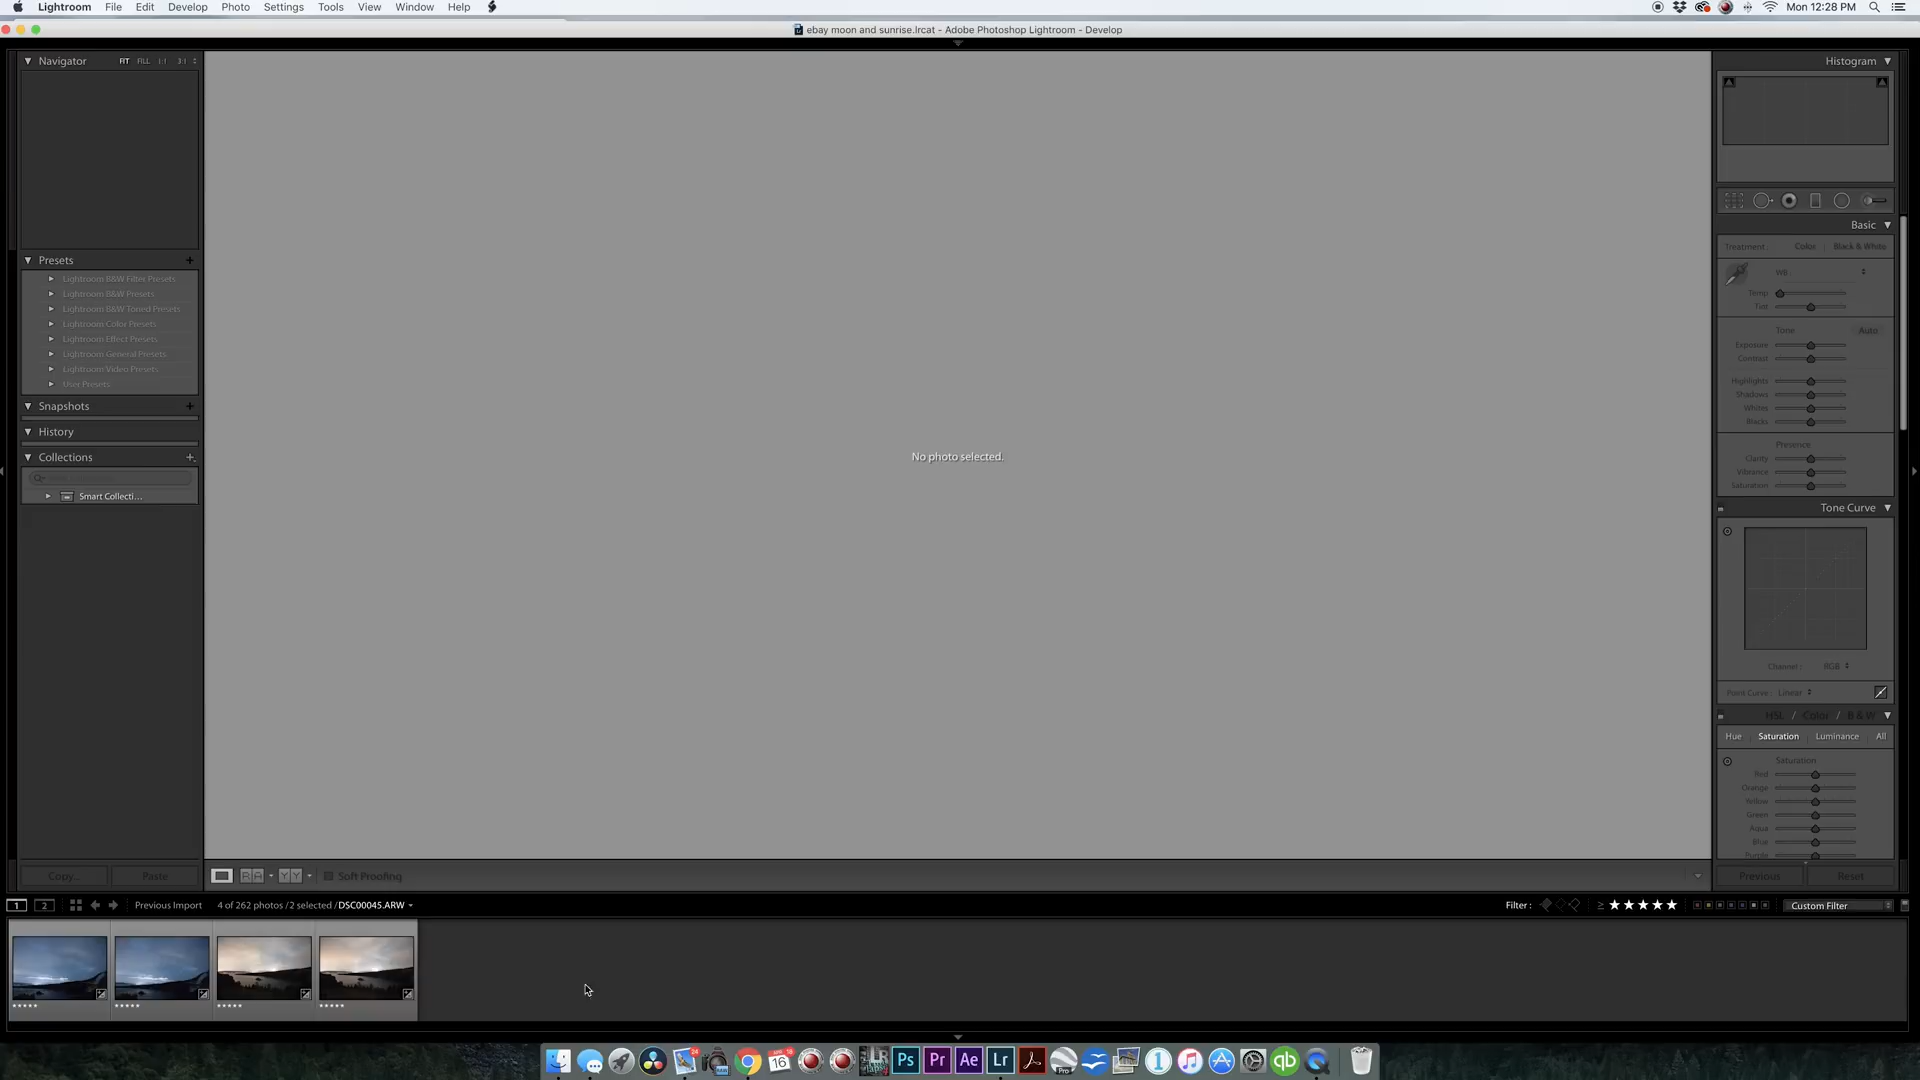 Lightroom File Edit Develop Photo Settings Tools View Window Help Mon 12:28 PM
ebay moon and sunrise.lrcat - Adobe Photoshop Lightroom - Develop
Navigator FIT FILL 1:1 3:1
Presets
Lightroom B&W Filter Presets
Lightroom B&W Presets
Lightroom B&W Toned Presets
Lightroom Color Presets
Lightroom Effect Presets
Lightroom General Presets
Lightroom Video Presets
User Presets
Snapshots
History
Collections
Smart Collecti...
Copy... Paste
No photo selected.
Soft Proofing
Histogram
Basic
Treatment: Color Black & White
WB
Temp
Tint
Tone Auto
Exposure
Contrast
Highlights
Shadows
Whites
Blacks
Presence
Clarity
Vibrance
Saturation
Tone Curve
Channel: RGB
Point Curve: Linear
HSL / Color / B & W
Hue Saturation Luminance All
Saturation
Red
Orange
Yellow
Green
Aqua
Blue
Purple
Previous Reset
1 2 Previous Import 4 of 262 photos /2 selected /DSC00045.ARW Filter: Custom Filter
24 16 Ps Pr Ae Lr Pro 1 qb